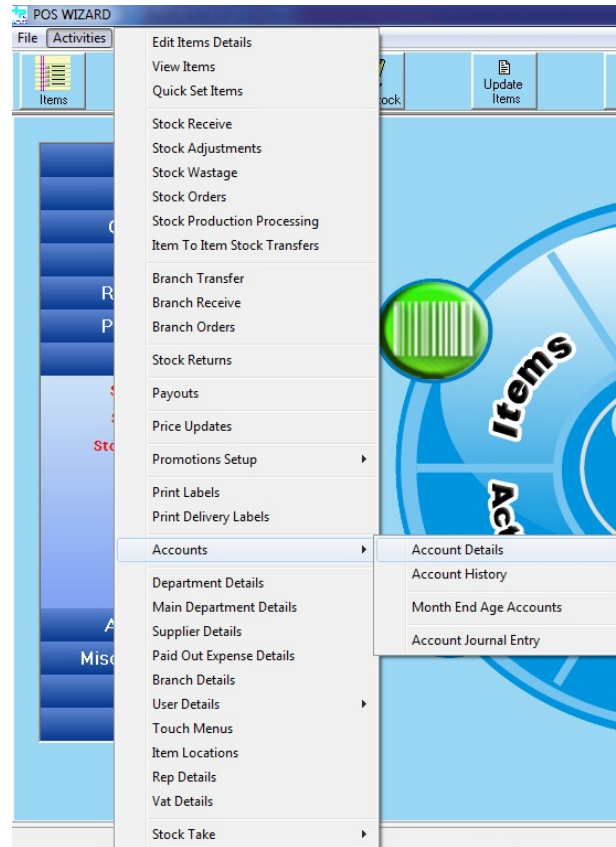 POS WIZARD
File Activities
Items
Update
Items
Edit Items Details
View Items
Quick Set Items
Stock Receive
Stock Adjustments
Stock Wastage
Stock Orders
Stock Production Processing
Item To Item Stock Transfers
Branch Transfer
Branch Receive
Branch Orders
Stock Returns
Payouts
Price Updates
Promotions Setup
Print Labels
Print Delivery Labels
Accounts
Department Details
Main Department Details
Supplier Details
Paid Out Expense Details
Branch Details
User Details
Touch Menus
Item Locations
Rep Details
Vat Details
Stock Take
Account Details
Account History
Month End Age Accounts
Account Journal Entry
Items